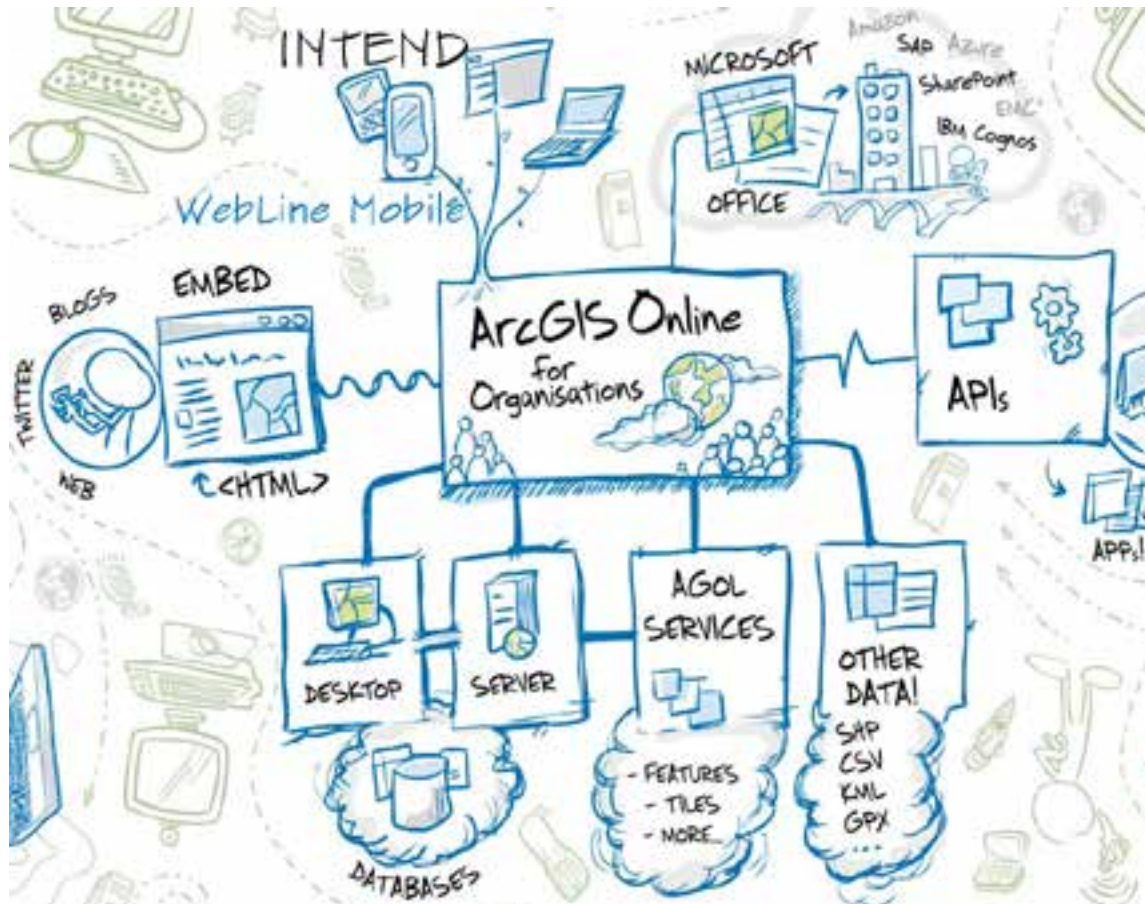 INTEND
WebLine Mobile
MICROSOFT
OFFICE
Amazon
SAP Azure
SharePoint
EMC²
IBM Cognos
BLOGS
TWITTER
WEB
EMBED
<HTML>
ArcGIS Online
for
Organisations
APIs
APPs!
DESKTOP
SERVER
DATABASES
AGOL
SERVICES
- FEATURES
- TILES
- MORE...
OTHER
DATA!
SHP
CSV
KML
GPX
...